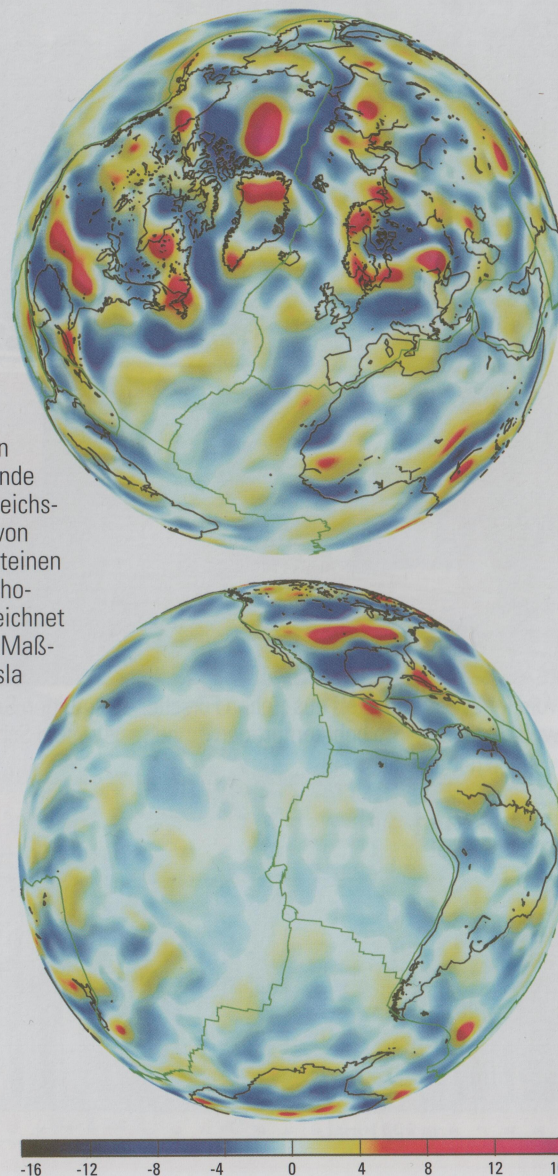 n
nde
eichs-
von
teinen
ho-
eichnet
Maß-
sla
-16 -12 -8 -4 0 4 8 12